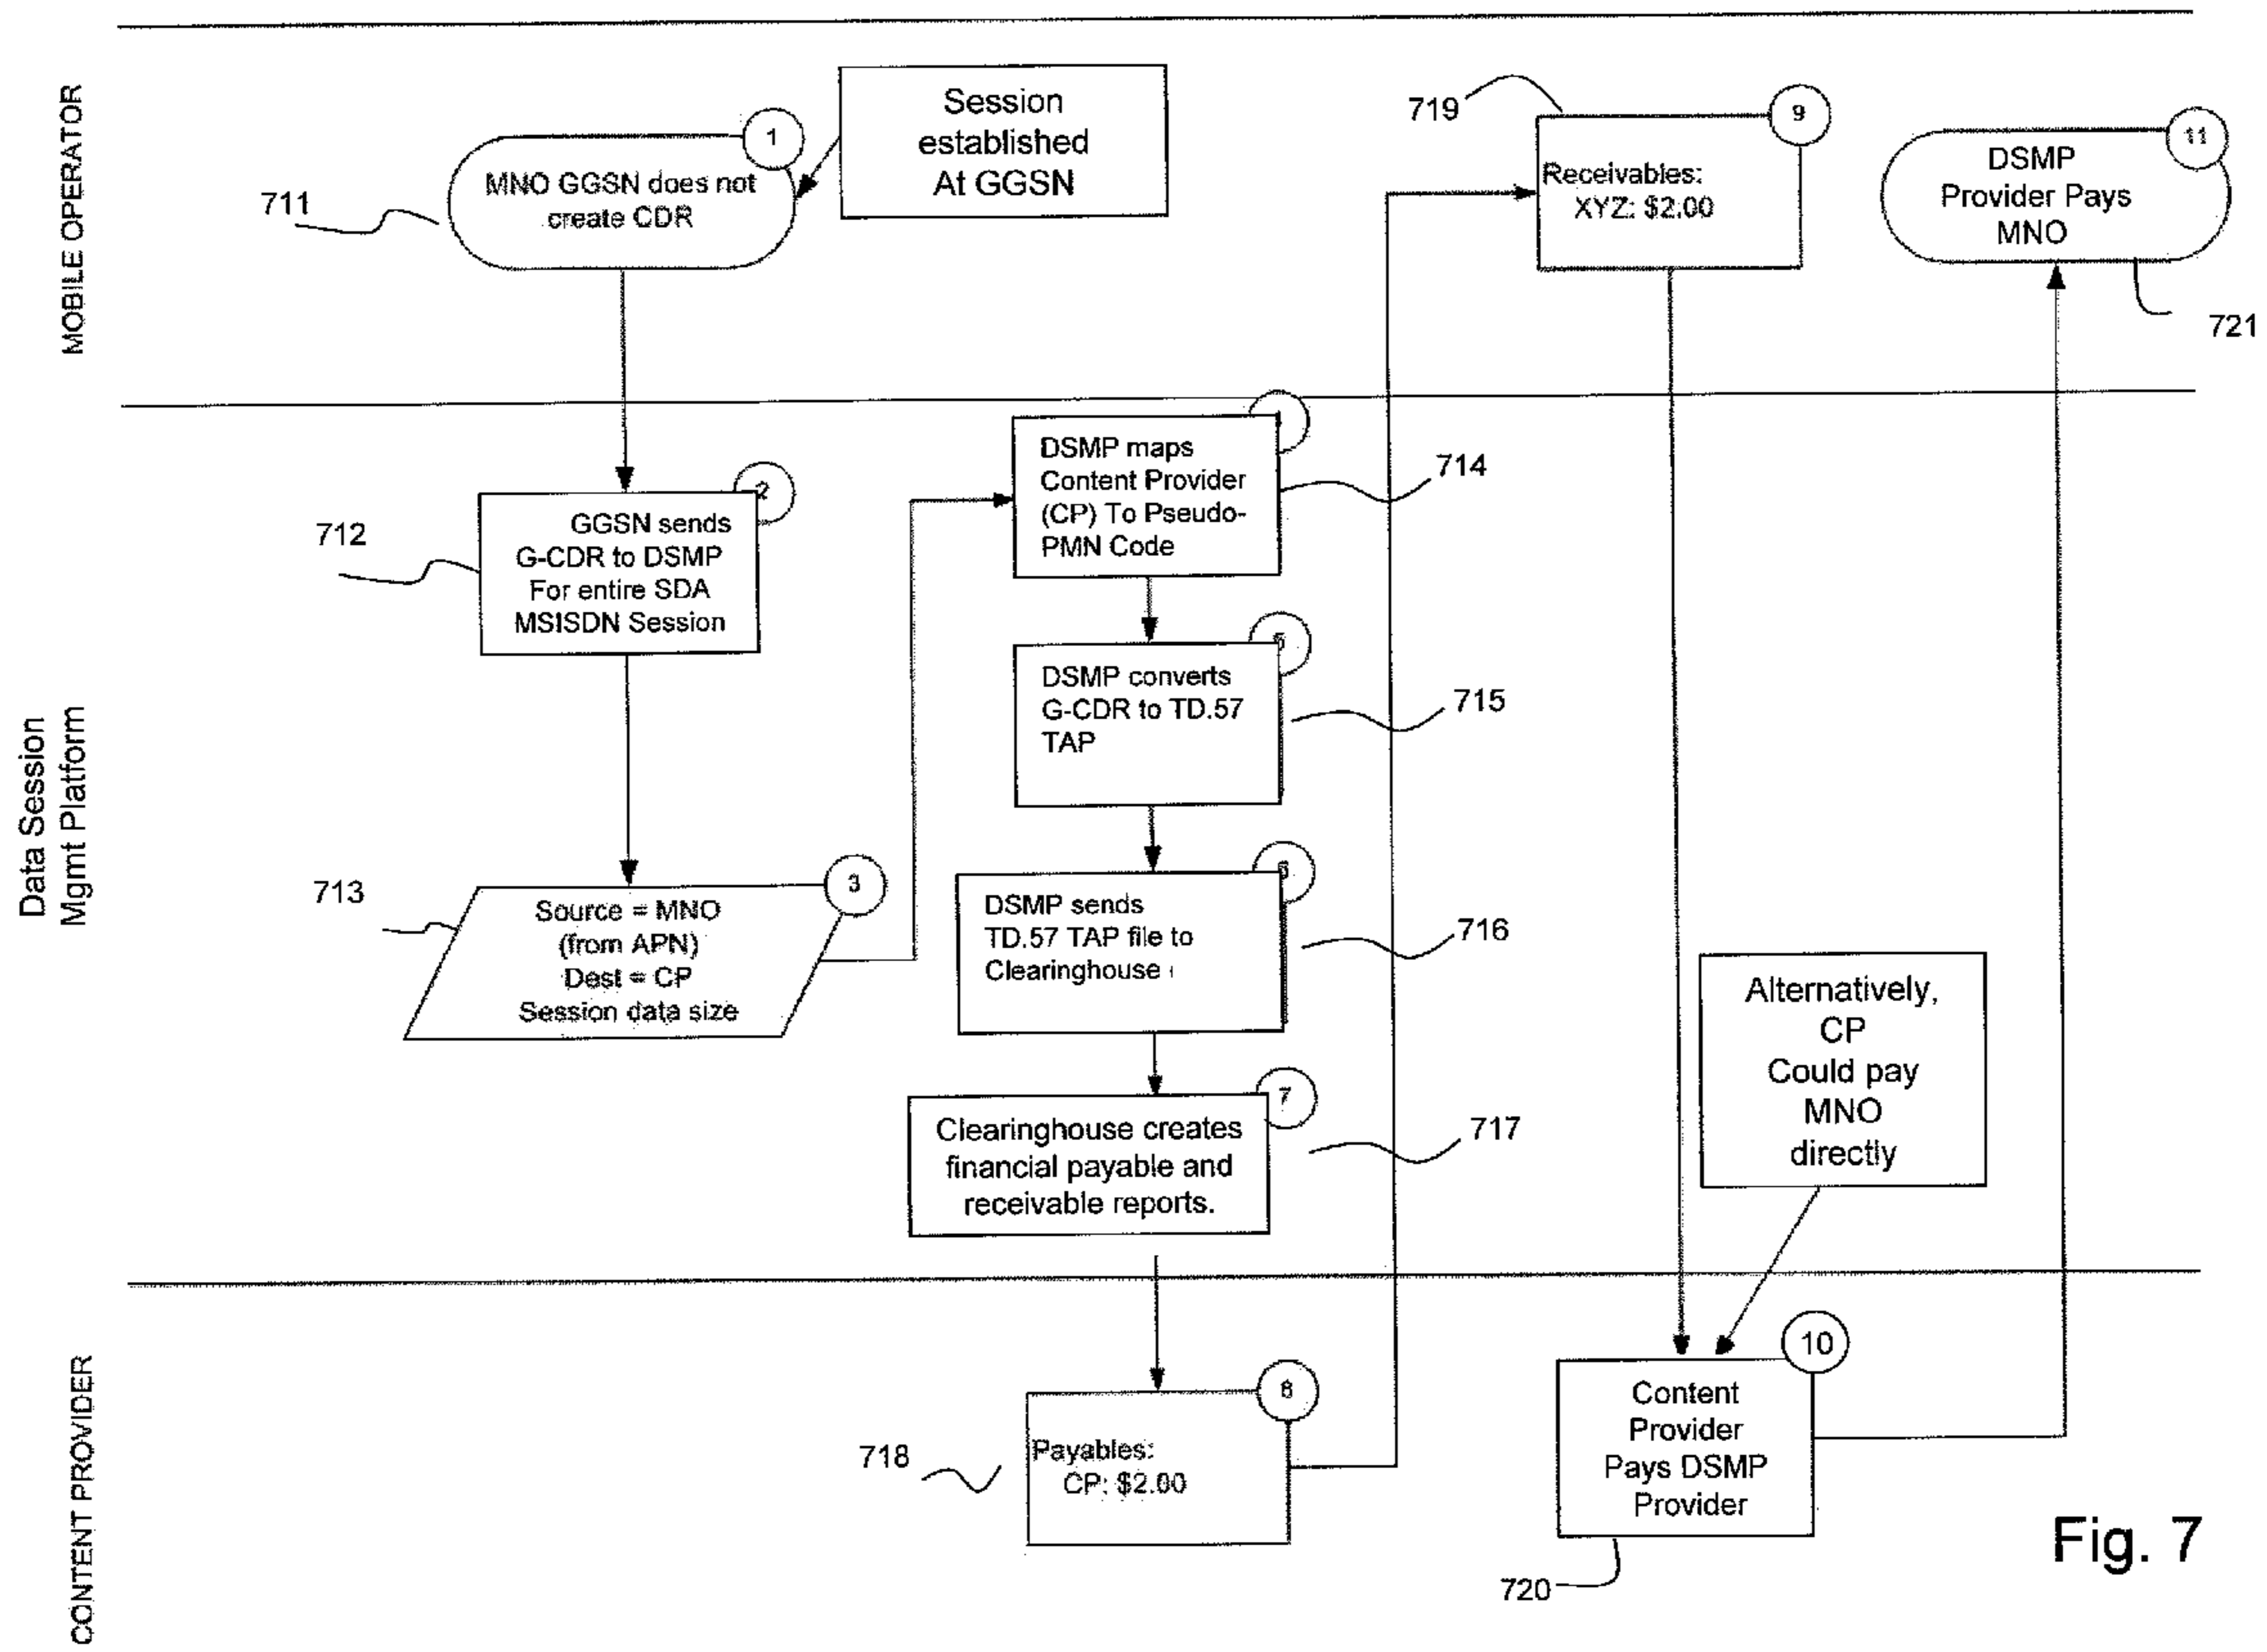 MOBILE OPERATOR
711
1
MNO GGSN does not
create CDR
Session
established
At GGSN
719
9
Receivables:
XYZ: $2.00
11
DSMP
Provider Pays
MNO
721
Data Session
Mgmt Platform
712
2
GGSN sends
G-CDR to DSMP
For entire SDA
MSISDN Session
713
3
Source = MNO
(from APN)
Dest = CP
Session data size
DSMP maps
Content Provider
(CP) To Pseudo-
PMN Code
714
5
DSMP converts
G-CDR to TD.57
TAP
715
DSMP sends
TD.57 TAP file to
Clearinghouse
716
7
Clearinghouse creates
financial payable and
receivable reports.
717
Alternatively,
CP
Could pay
MNO
directly
CONTENT PROVIDER
718
Payables:
CP: $2.00
10
Content
Provider
Pays DSMP
Provider
720
Fig. 7